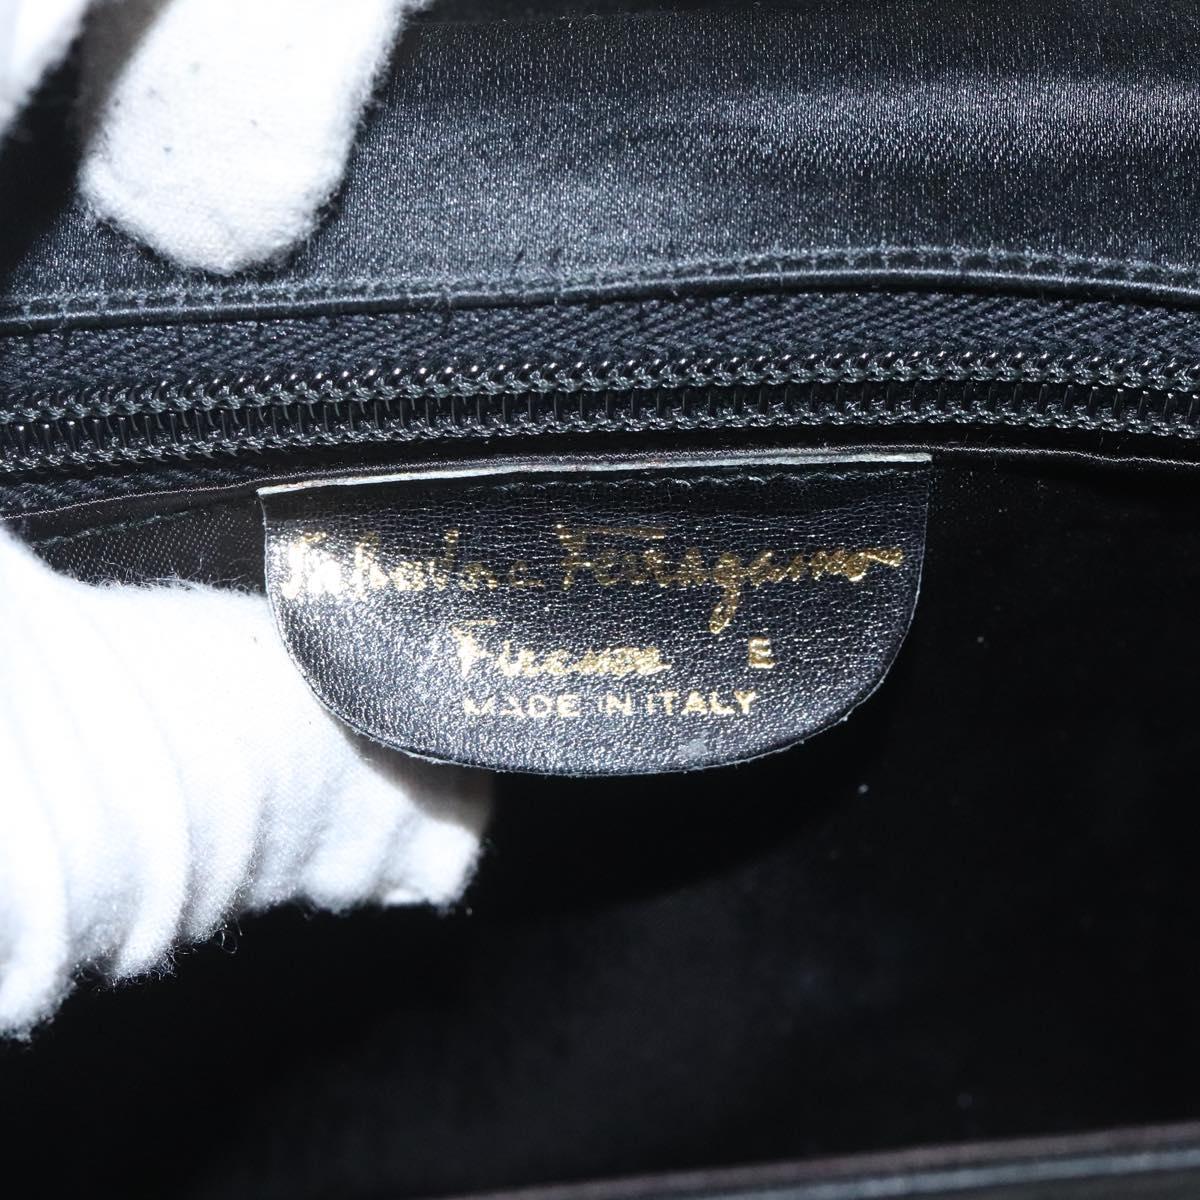 Salvatore Ferragamo
Firenze E
MADE IN ITALY